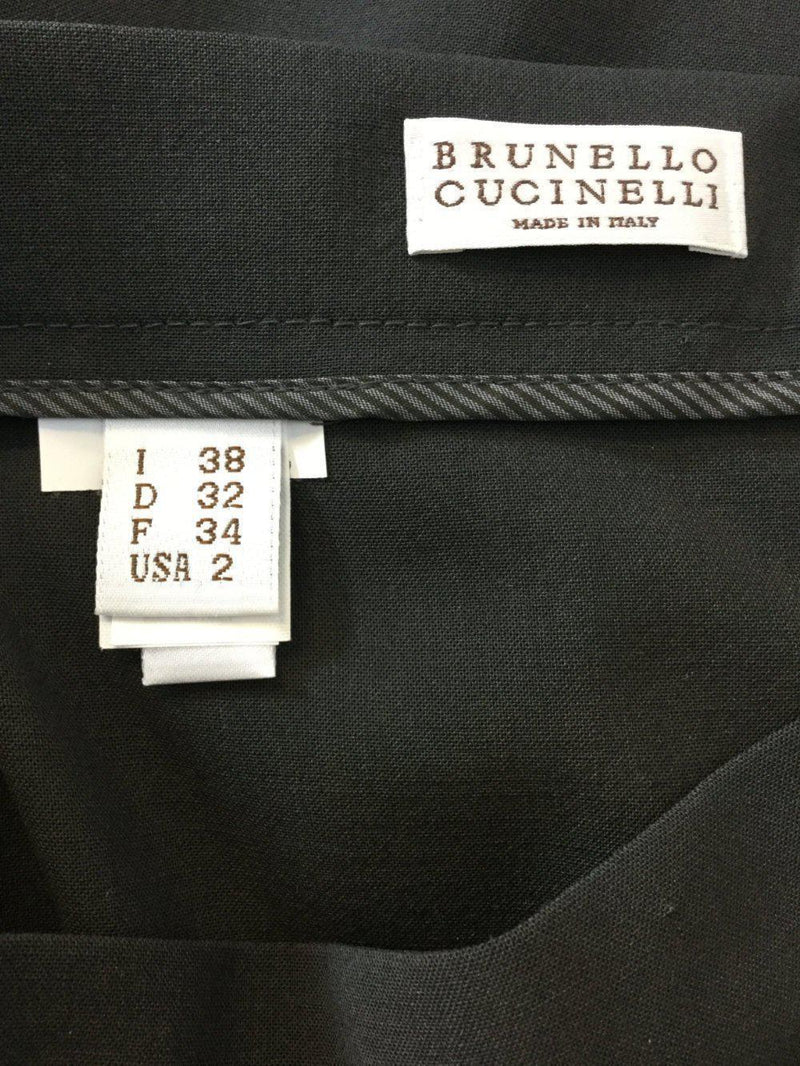 BRUNELLO
CUCINELLI
MADE IN ITALY
I 38
D 32
F 34
USA 2